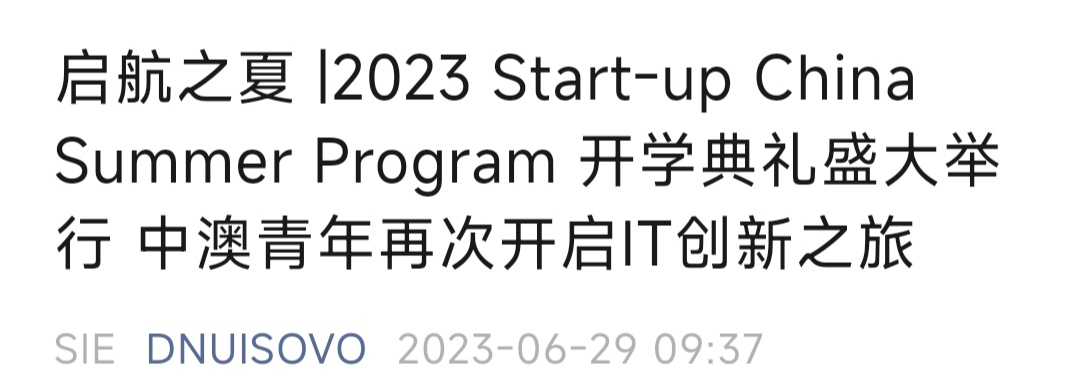 启航之夏 |2023 Start-up China
Summer Program 开学典礼盛大举
行 中澳青年再次开启IT创新之旅
SIE DNUISOVO 2023-06-29 09:37